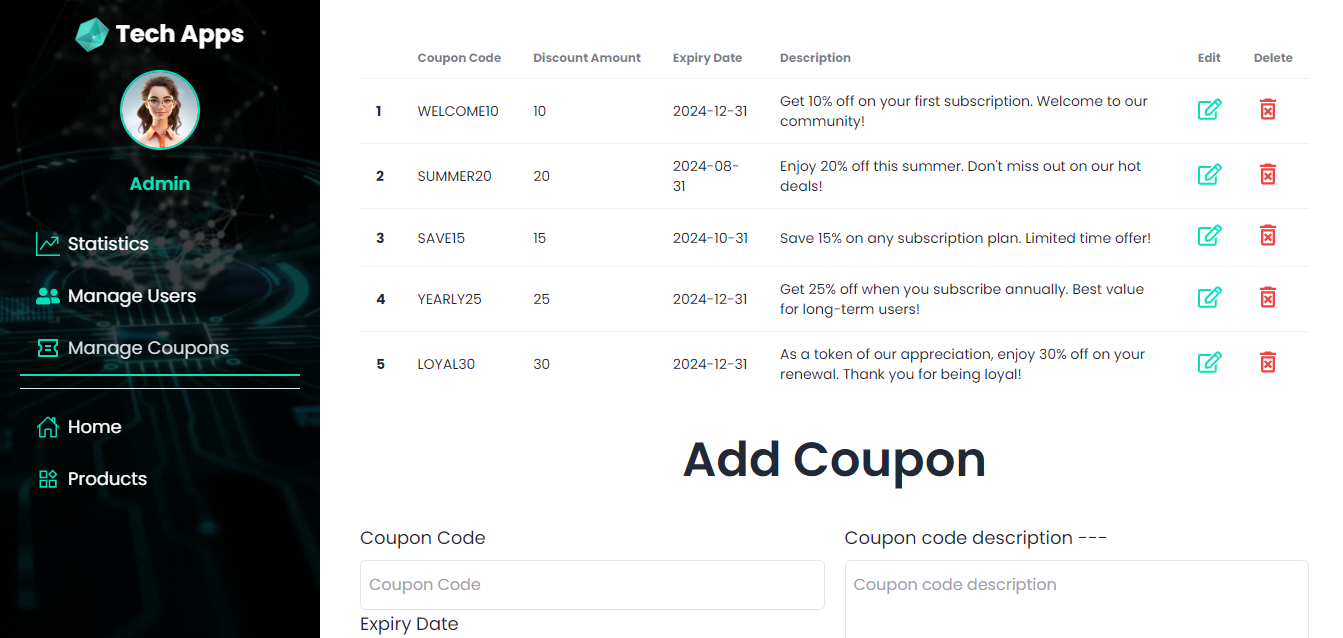 Tech Apps
Admin
Statistics
Manage Users
Manage Coupons
Home
Products
Coupon Code Discount Amount Expiry Date Description Edit Delete
1 WELCOME10 10 2024-12-31 Get 10% off on your first subscription. Welcome to our
community!
2 SUMMER20 20 2024-08-
31 Enjoy 20% off this summer. Don't miss out on our hot
deals!
3 SAVE15 15 2024-10-31 Save 15% on any subscription plan. Limited time offer!
4 YEARLY25 25 2024-12-31 Get 25% off when you subscribe annually. Best value
for long-term users!
5 LOYAL30 30 2024-12-31 As a token of our appreciation, enjoy 30% off on your
renewal. Thank you for being loyal!
Add Coupon
Coupon Code
Coupon Code
Expiry Date
Coupon code description ---
Coupon code description